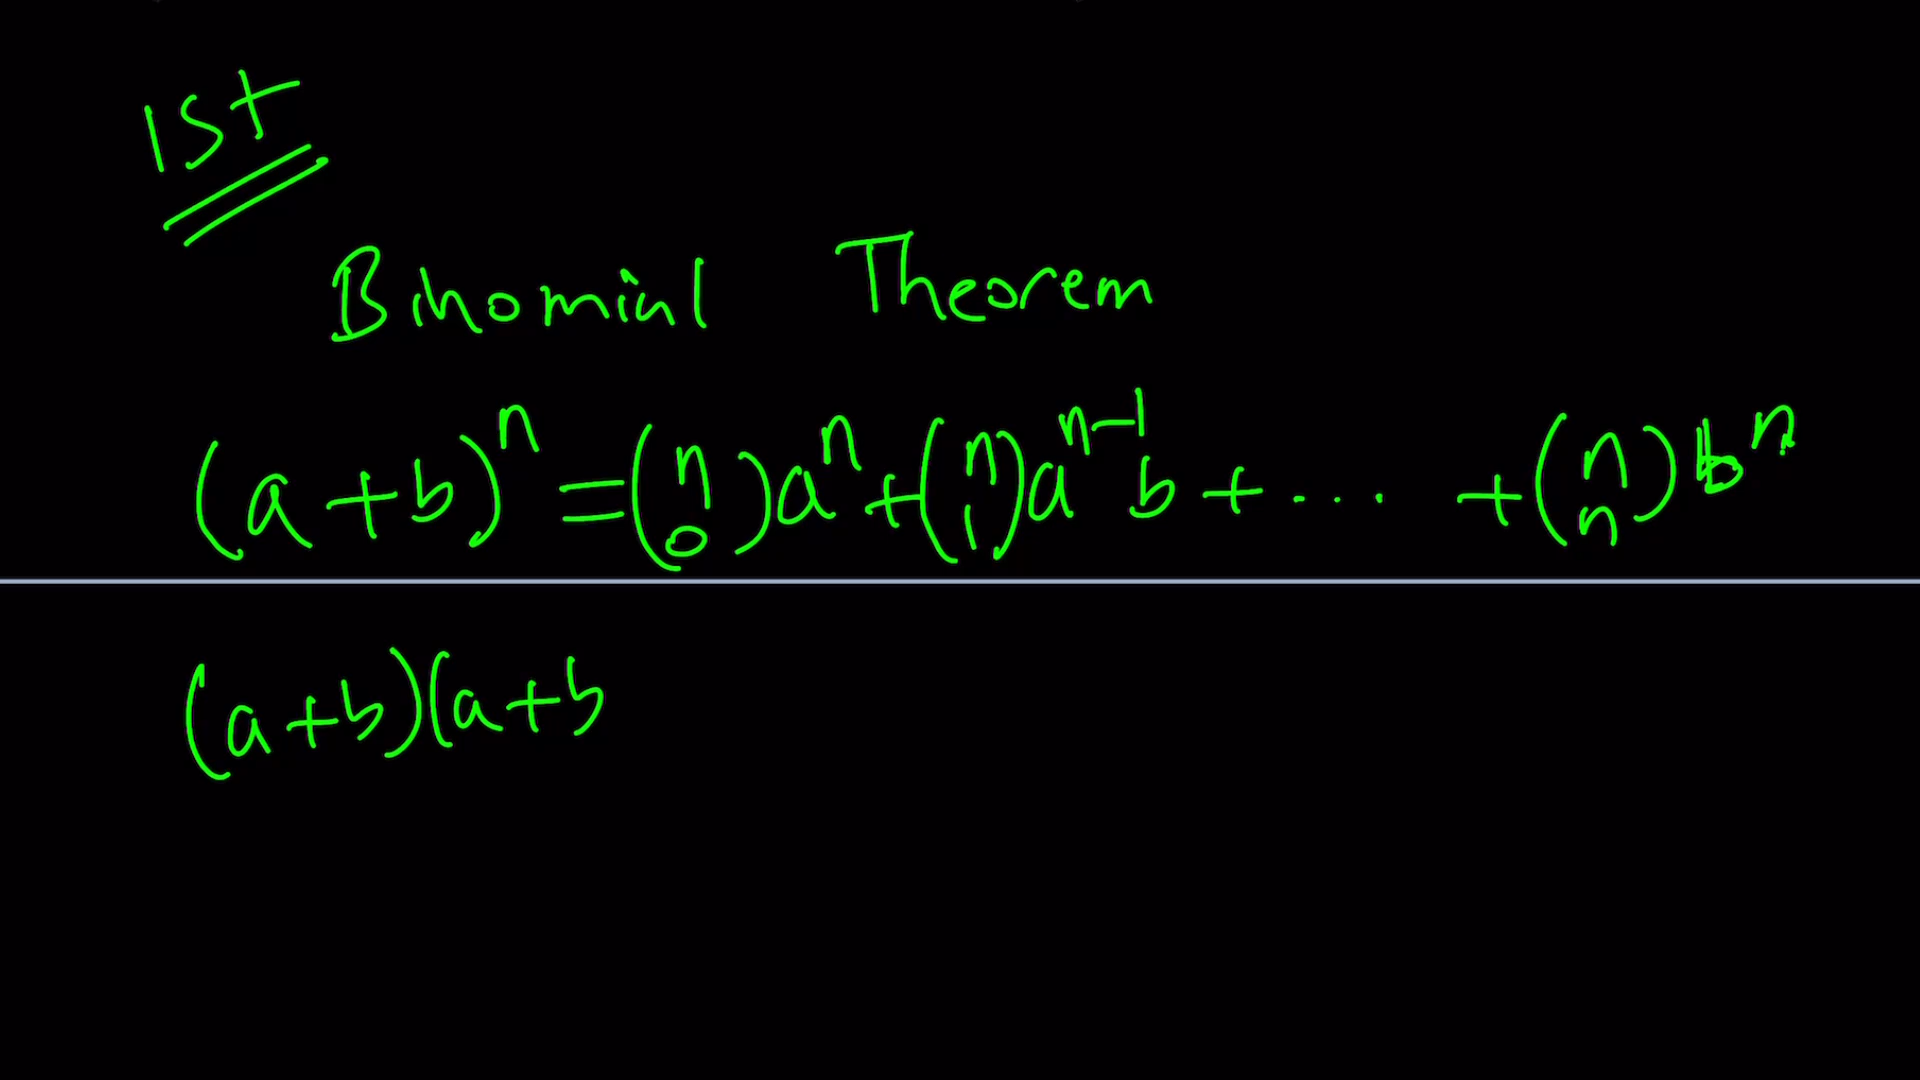 1st
Binomial Theorem
(a+b)^n = (n 0)a^n + (n 1)a^{n-1}b + ... + (n n)b^n
(a+b)(a+b